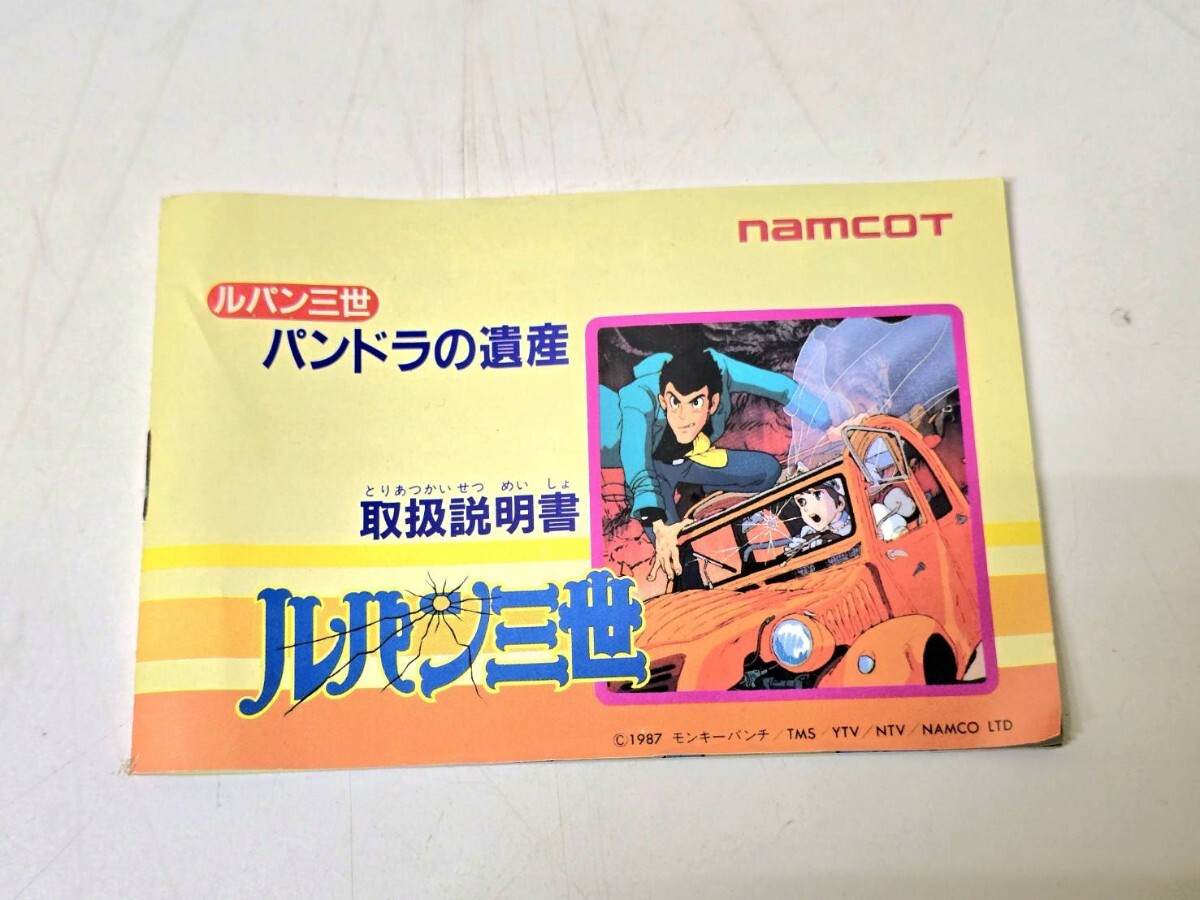 namcot
ルパン三世
パンドラの遺産
とりあつかいせつ めい しょ
取扱説明書
ルパン三世
©1987 モンキーパンチ/TMS/YTV/NTV/NAMCO LTD